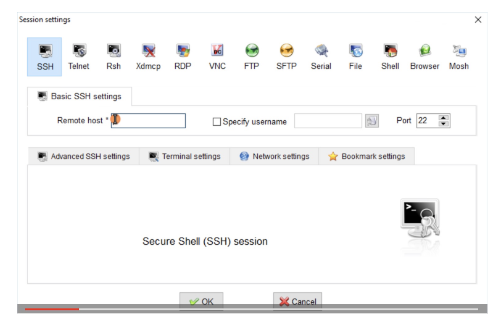 Session settings
SSH Telnet Rsh Xdmcp RDP VNC FTP SFTP Serial File Shell Browser Mosh
Basic SSH settings
Remote host * Specify username Port 22
Advanced SSH settings Terminal settings Network settings Bookmark settings
Secure Shell (SSH) session
OK Cancel